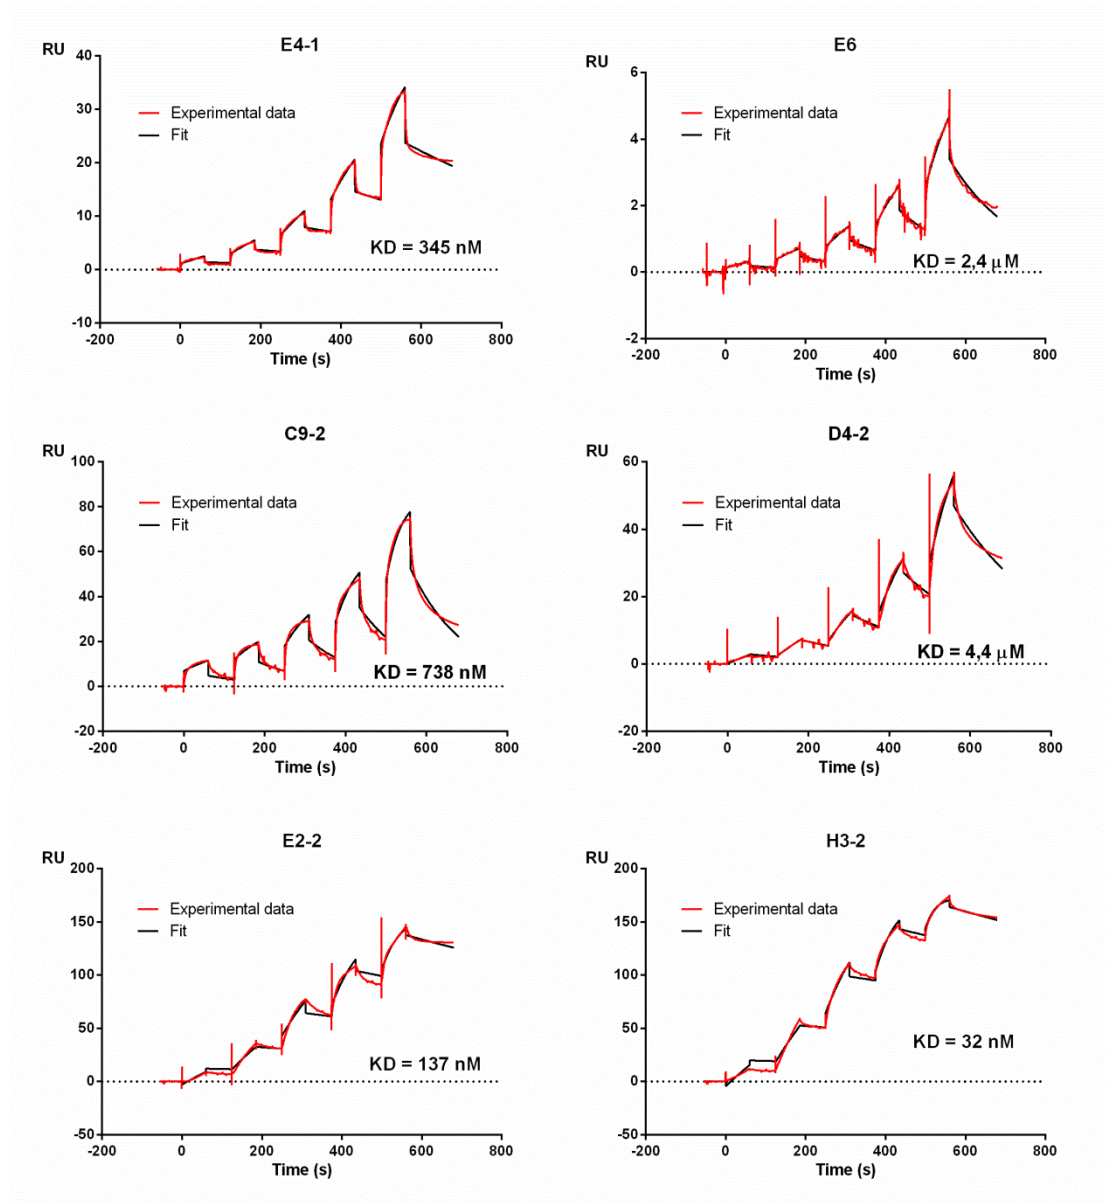 E4-1
RU
40
Experimental data
Fit
30
20
10
0
-10
KD = 345 nM
-200
0
200
400
600
800
Time (s)
E6
RU
6
Experimental data
Fit
4
2
0
-2
KD = 2,4 µM
-200
0
200
400
600
800
Time (s)
C9-2
RU
100
Experimental data
Fit
80
60
40
20
0
-20
KD = 738 nM
-200
0
200
400
600
800
Time (s)
D4-2
RU
60
Experimental data
Fit
40
20
0
-20
KD = 4,4 µM
-200
0
200
400
600
800
Time (s)
E2-2
RU
200
Experimental data
Fit
150
100
50
0
-50
KD = 137 nM
-200
0
200
400
600
800
Time (s)
H3-2
RU
200
Experimental data
Fit
150
100
50
0
-50
KD = 32 nM
-200
0
200
400
600
800
Time (s)